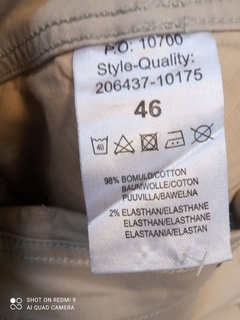 P.O: 10700
Style-Quality:
206437-10175
46
40
98% BOMULD/COTTON
BAUMWOLLE/COTON
PUUVILLA/BAWELNA
2% ELASTHAN/ELASTHANE
ELASTHAN/ELASTHANE
ELASTAANIA/ELASTAN
SHOT ON REDMI 9
AI QUAD CAMERA